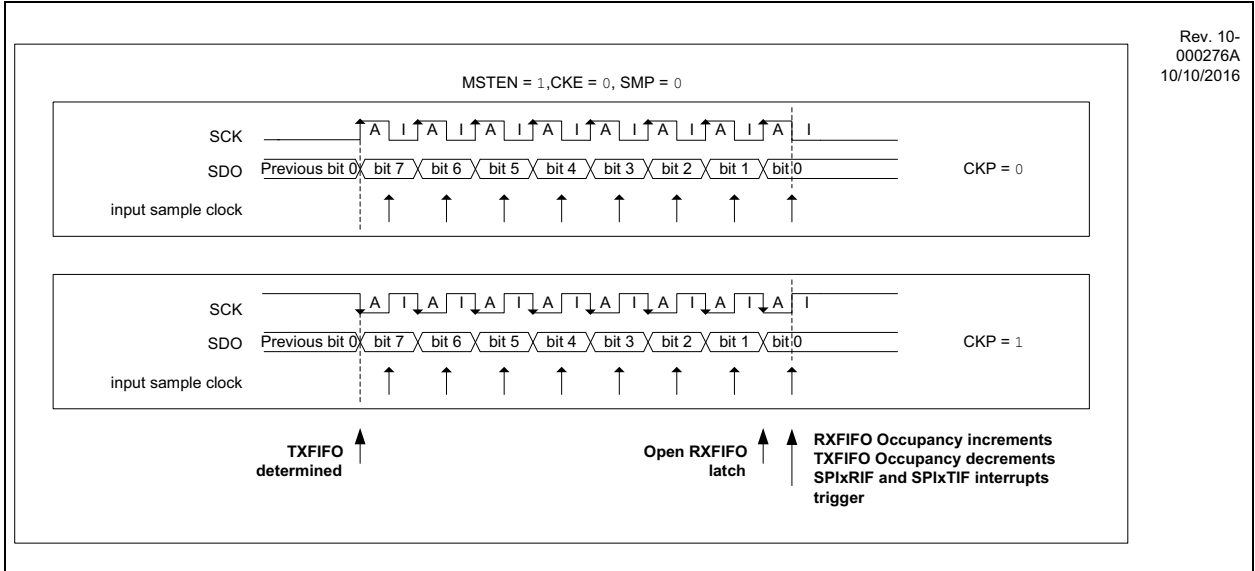 Rev. 10-
000276A
10/10/2016
MSTEN = 1,CKE = 0, SMP = 0
SCK A I A I A I A I A I A I A I A I
SDO Previous bit 0 bit 7 bit 6 bit 5 bit 4 bit 3 bit 2 bit 1 bit 0 CKP = 0
input sample clock
SCK A I A I A I A I A I A I A I A I
SDO Previous bit 0 bit 7 bit 6 bit 5 bit 4 bit 3 bit 2 bit 1 bit 0 CKP = 1
input sample clock
TXFIFO
determined
Open RXFIFO
latch
RXFIFO Occupancy increments
TXFIFO Occupancy decrements
SPIxRIF and SPIxTIF interrupts
trigger